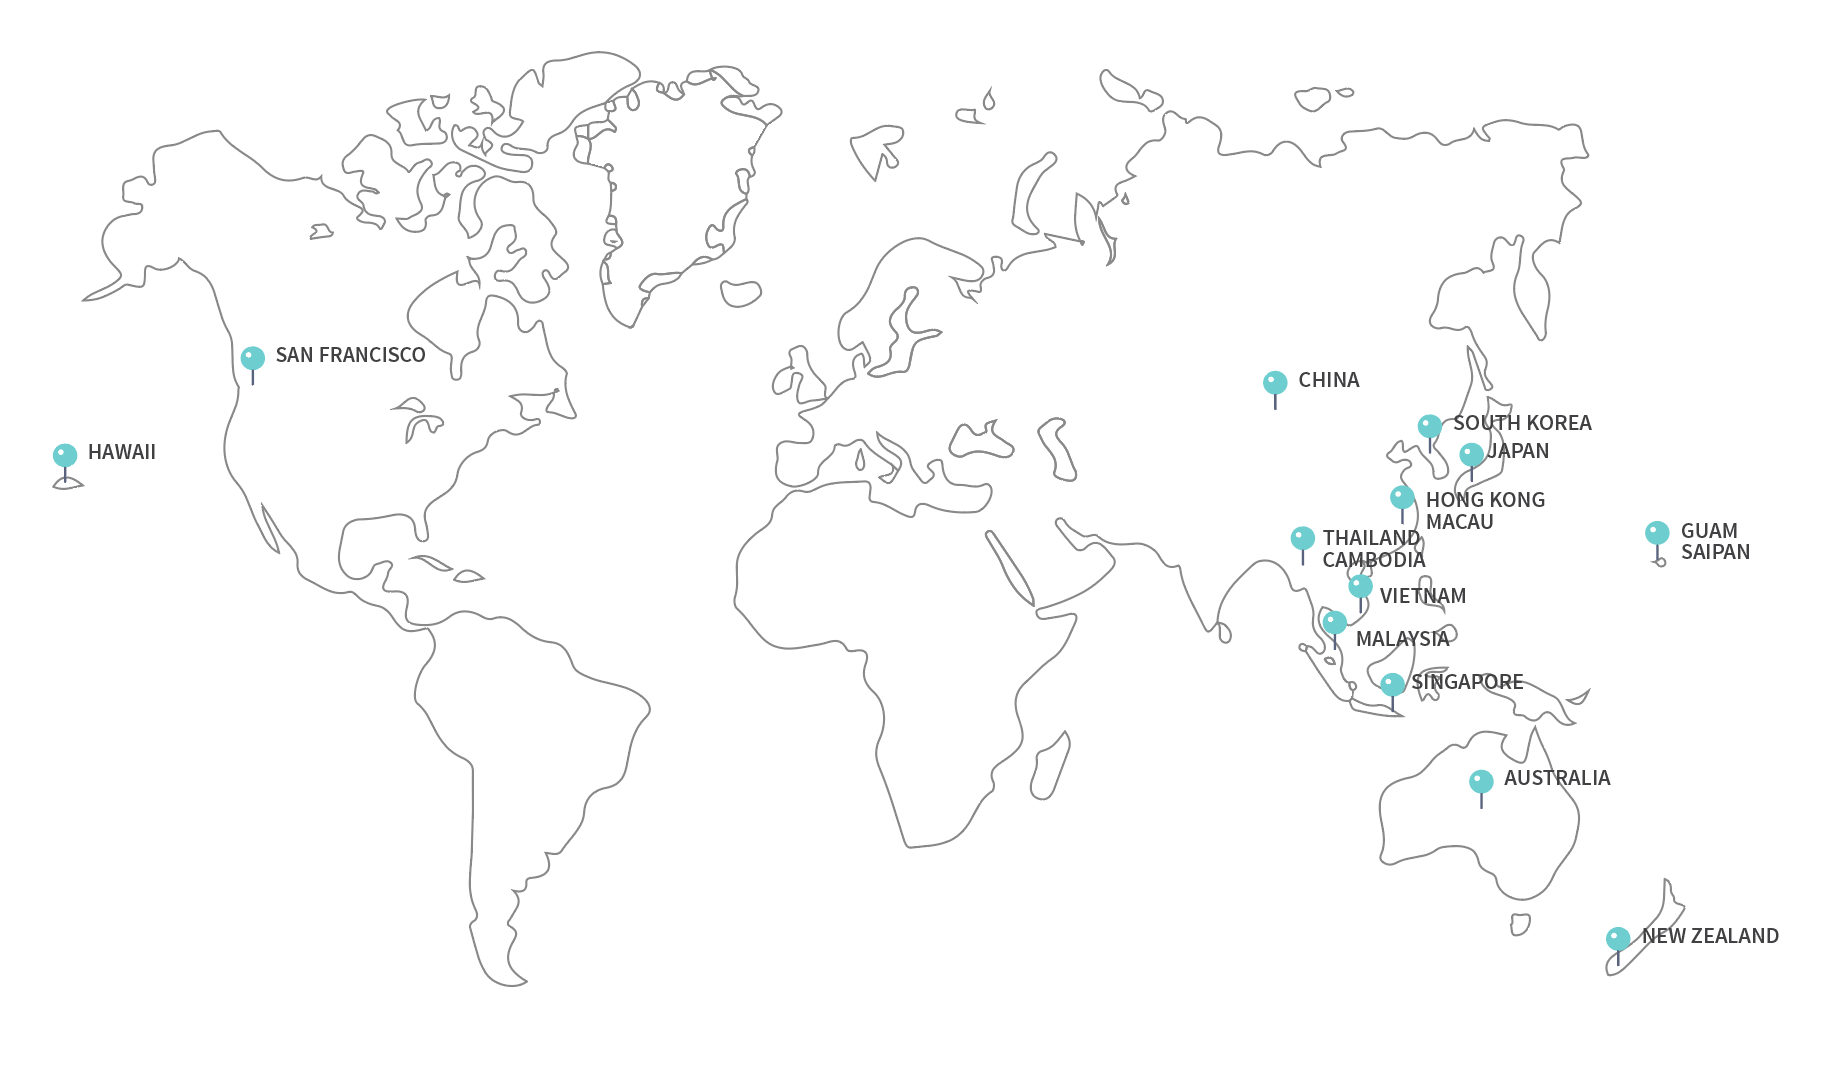 SAN FRANCISCO
HAWAII
CHINA
SOUTH KOREA
JAPAN
HONG KONG
MACAU
THAILAND
CAMBODIA
GUAM
SAIPAN
VIETNAM
MALAYSIA
SINGAPORE
AUSTRALIA
NEW ZEALAND